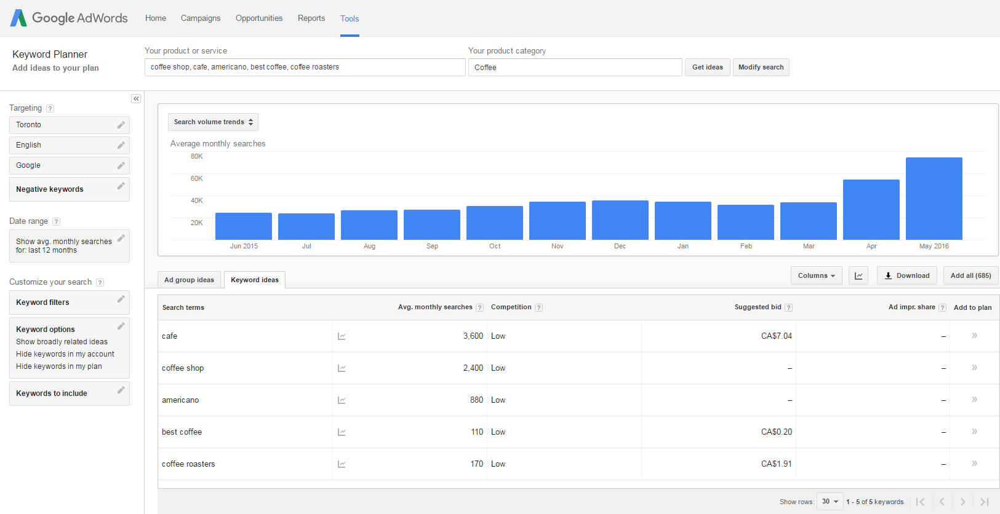 Google AdWords Home Campaigns Opportunities Reports Tools
Keyword Planner
Add ideas to your plan
Your product or service
coffee shop, cafe, americano, best coffee, coffee roasters
Your product category
Coffee
Get ideas Modify search
Targeting ?
Toronto
English
Google
Negative keywords
Date range ?
Show avg. monthly searches
for: last 12 months
Customize your search ?
Keyword filters
Keyword options
Show broadly related ideas
Hide keywords in my account
Hide keywords in my plan
Keywords to include
Search volume trends
Average monthly searches
80K
60K
40K
20K
Jun 2015 Jul Aug Sep Oct Nov Dec Jan Feb Mar Apr May 2016
Ad group ideas Keyword ideas Columns Download Add all (685)
Search terms Avg. monthly searches ? Competition ? Suggested bid ? Ad impr. share ? Add to plan
cafe 3,600 Low CA$7.04 – »
coffee shop 2,400 Low – – »
americano 880 Low – – »
best coffee 110 Low CA$0.20 – »
coffee roasters 170 Low CA$1.91 – »
Show rows: 30 1 - 5 of 5 keywords